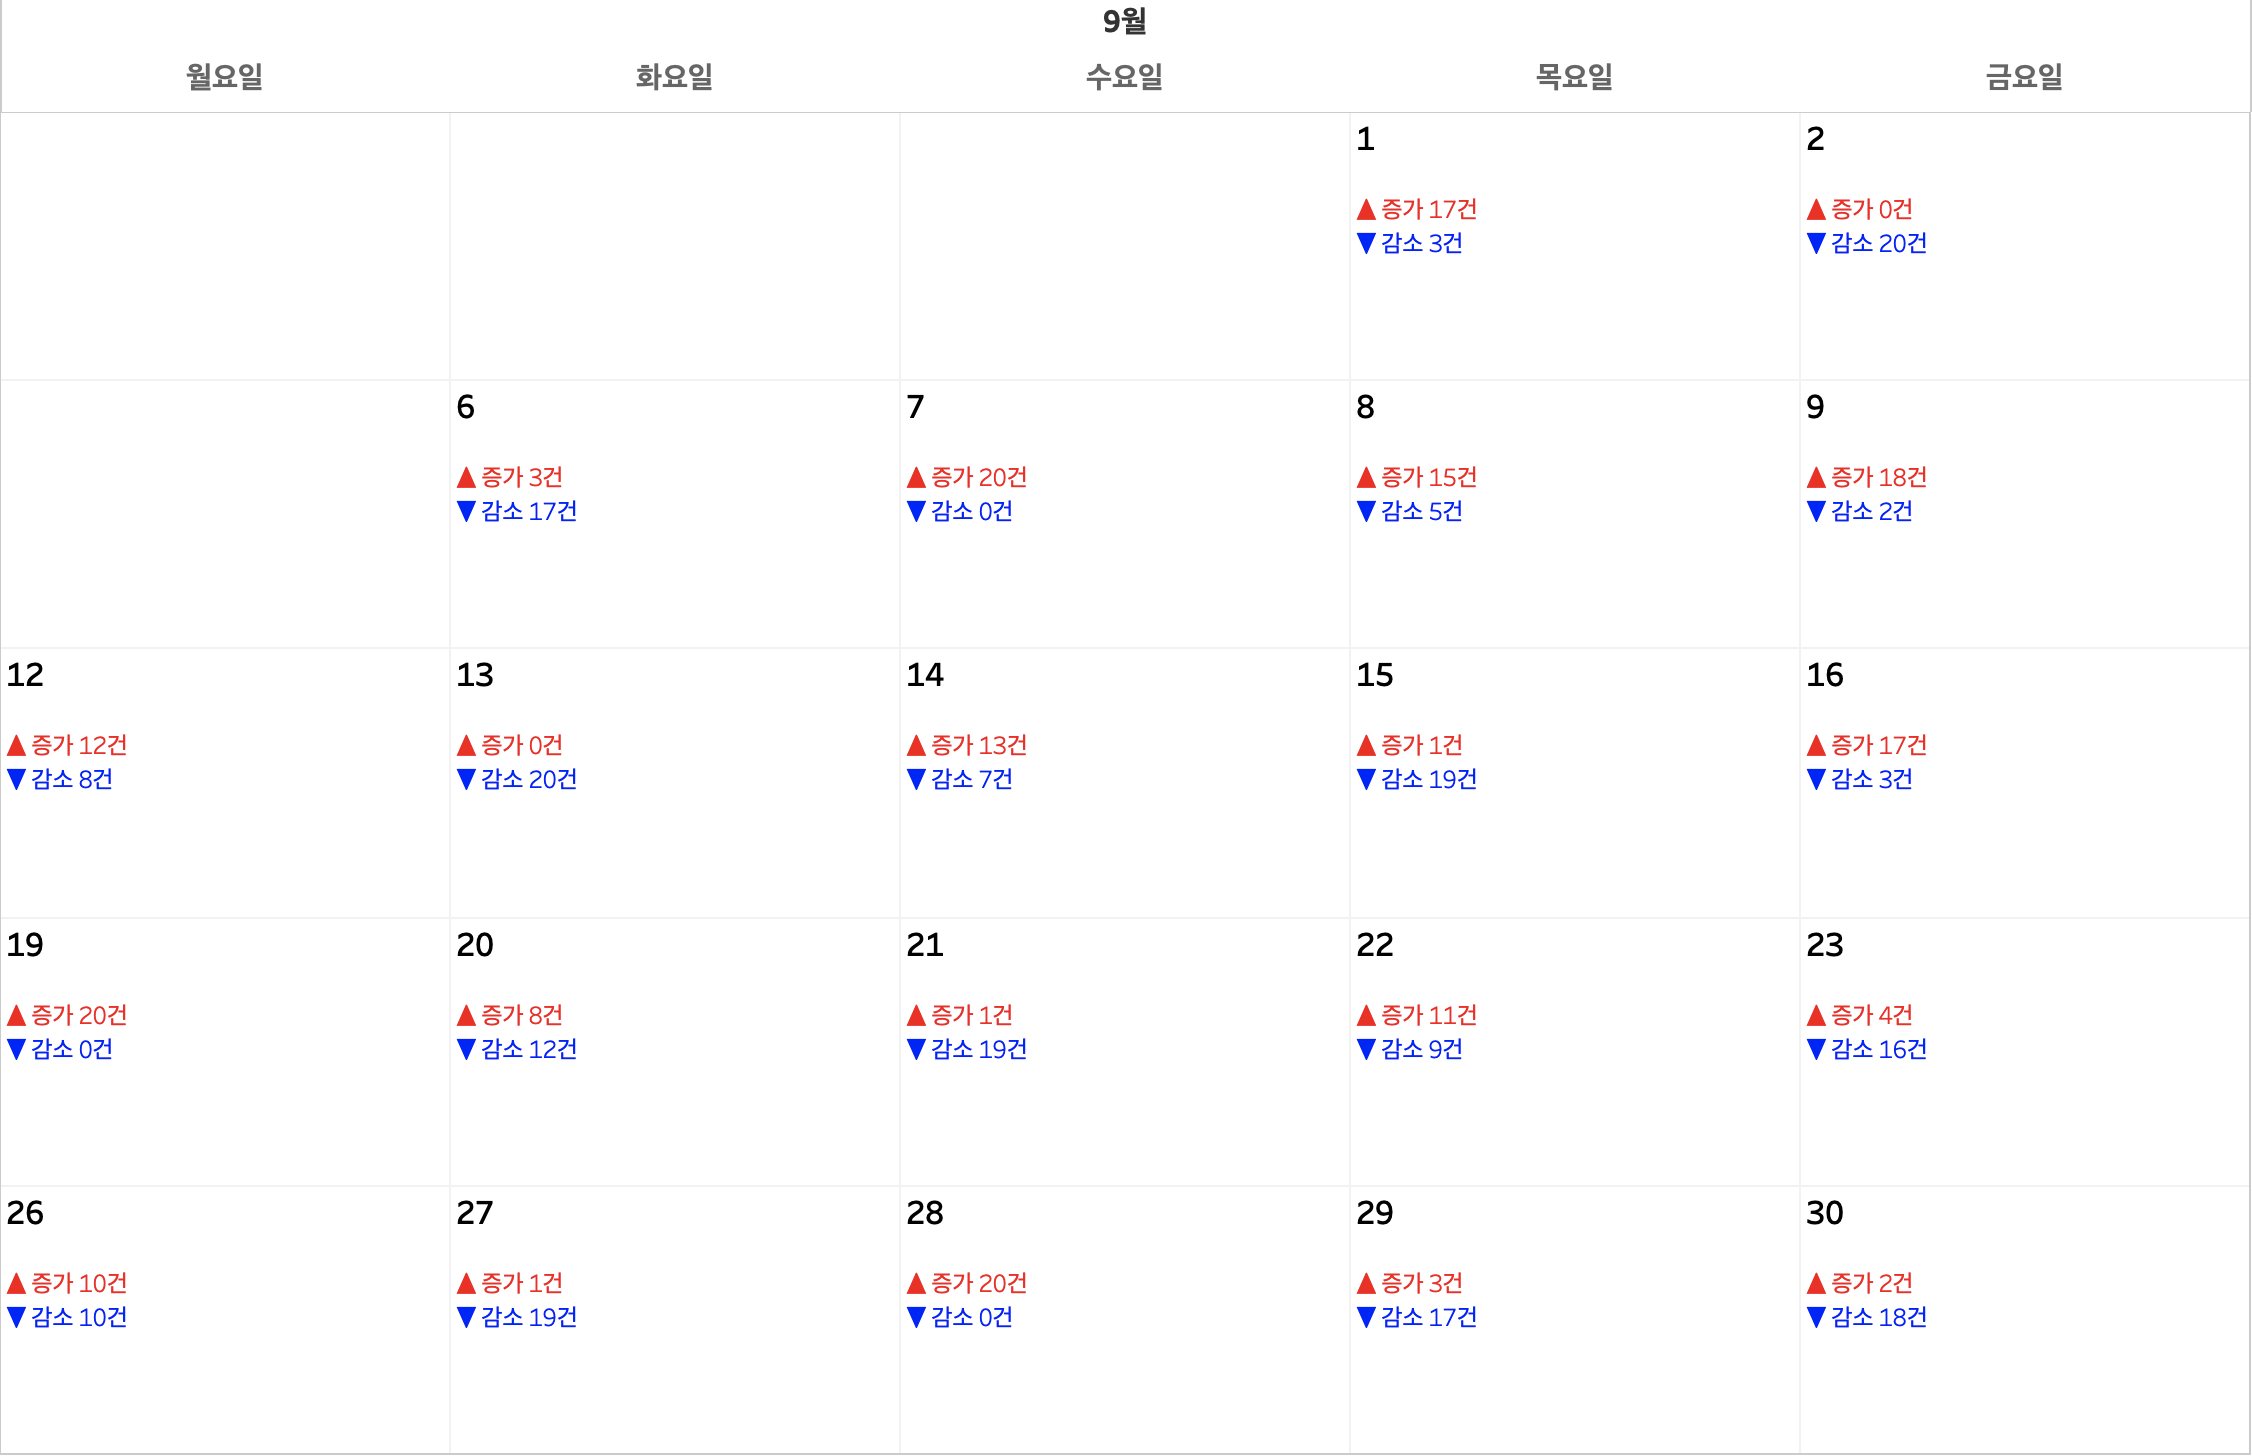 9월
월요일 화요일 수요일 목요일 금요일
1 2
▲ 증가 17건 ▲ 증가 0건
▼ 감소 3건 ▼ 감소 20건
6 7 8 9
▲ 증가 3건 ▲ 증가 20건 ▲ 증가 15건 ▲ 증가 18건
▼ 감소 17건 ▼ 감소 0건 ▼ 감소 5건 ▼ 감소 2건
12 13 14 15 16
▲ 증가 12건 ▲ 증가 0건 ▲ 증가 13건 ▲ 증가 1건 ▲ 증가 17건
▼ 감소 8건 ▼ 감소 20건 ▼ 감소 7건 ▼ 감소 19건 ▼ 감소 3건
19 20 21 22 23
▲ 증가 20건 ▲ 증가 8건 ▲ 증가 1건 ▲ 증가 11건 ▲ 증가 4건
▼ 감소 0건 ▼ 감소 12건 ▼ 감소 19건 ▼ 감소 9건 ▼ 감소 16건
26 27 28 29 30
▲ 증가 10건 ▲ 증가 1건 ▲ 증가 20건 ▲ 증가 3건 ▲ 증가 2건
▼ 감소 10건 ▼ 감소 19건 ▼ 감소 0건 ▼ 감소 17건 ▼ 감소 18건